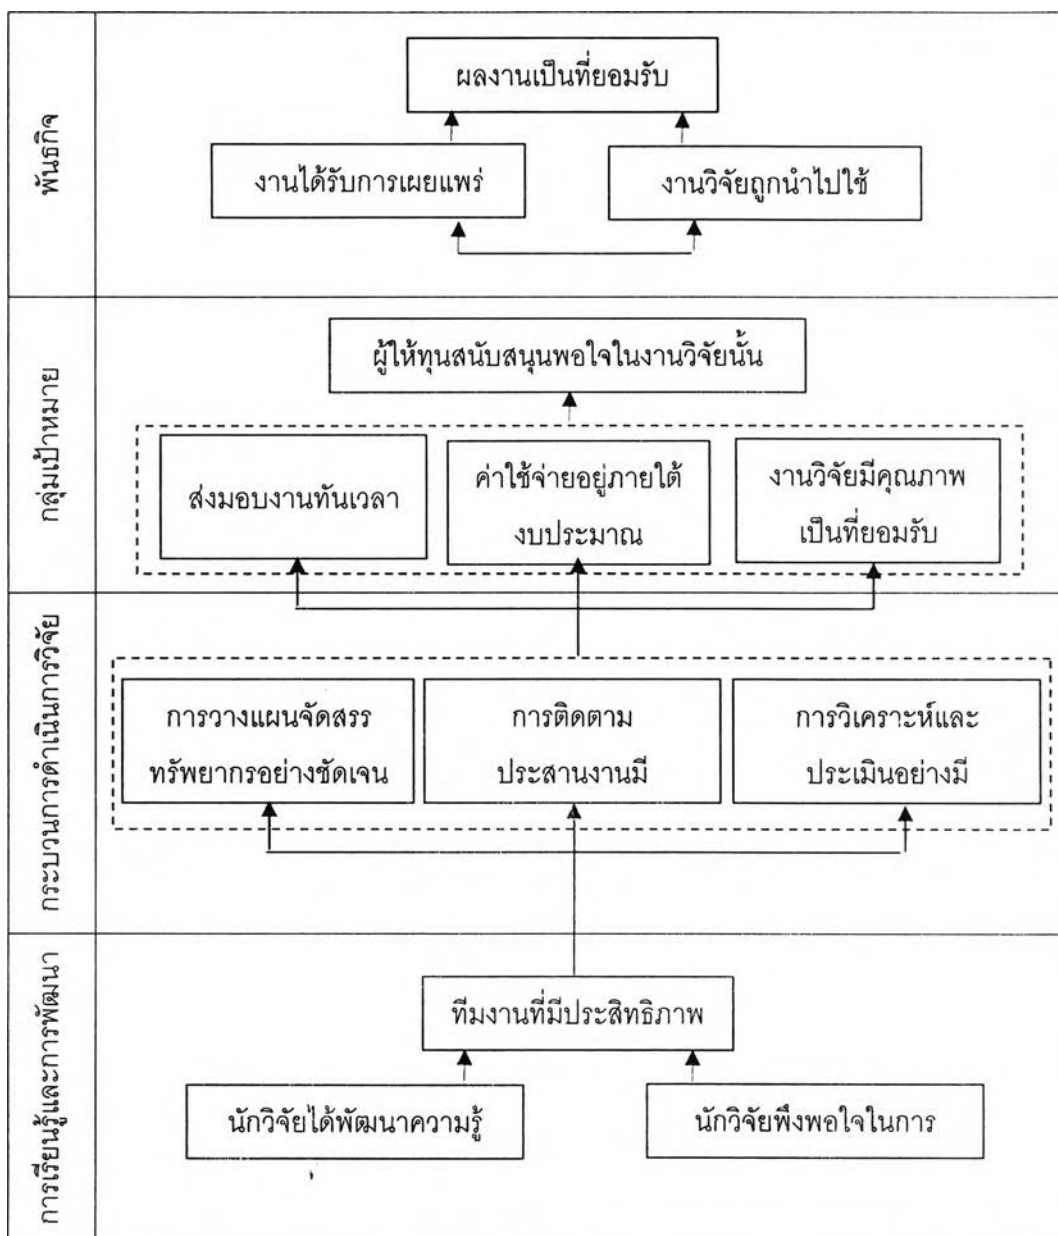 พันธกิจ
ผลงานเป็นที่ยอมรับ
งานได้รับการเผยแพร่
งานวิจัยถูกนำไปใช้
กลุ่มเป้าหมาย
ผู้ให้ทุนสนับสนุนพอใจในงานวิจัยนั้น
ส่งมอบงานทันเวลา
ค่าใช้จ่ายอยู่ภายใต้
งบประมาณ
งานวิจัยมีคุณภาพ
เป็นที่ยอมรับ
กระบวนการดำเนินการวิจัย
การวางแผนจัดสรร
ทรัพยากรอย่างชัดเจน
การติดตาม
ประสานงานมี
การวิเคราะห์และ
ประเมินอย่างมี
การเรียนรู้และการพัฒนา
ทีมงานที่มีประสิทธิภาพ
นักวิจัยได้พัฒนาความรู้
นักวิจัยพึงพอใจในการ